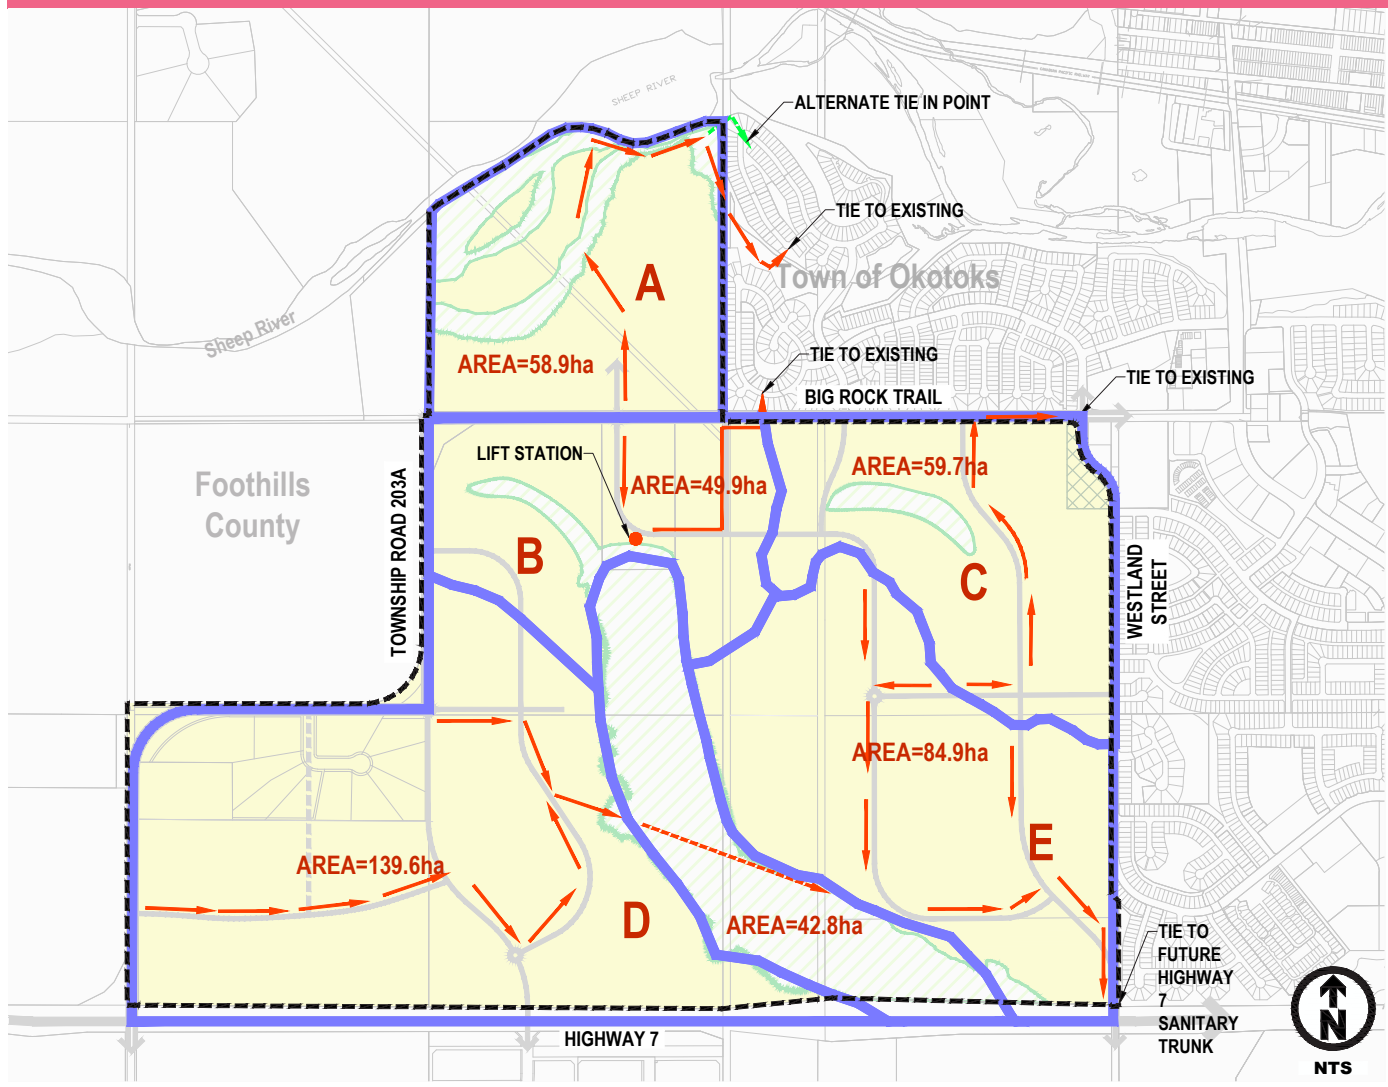 SHEEP RIVER
ALTERNATE TIE IN POINT
TIE TO EXISTING
Town of Okotoks
A
Sheep River
AREA=58.9ha
TIE TO EXISTING
TIE TO EXISTING
BIG ROCK TRAIL
LIFT STATION
AREA=49.9ha
AREA=59.7ha
Foothills
County
TOWNSHIP ROAD 203A
B
C
WESTLAND
STREET
AREA=84.9ha
E
AREA=139.6ha
D
AREA=42.8ha
TIE TO
FUTURE
HIGHWAY
7
SANITARY
TRUNK
HIGHWAY 7
N
NTS